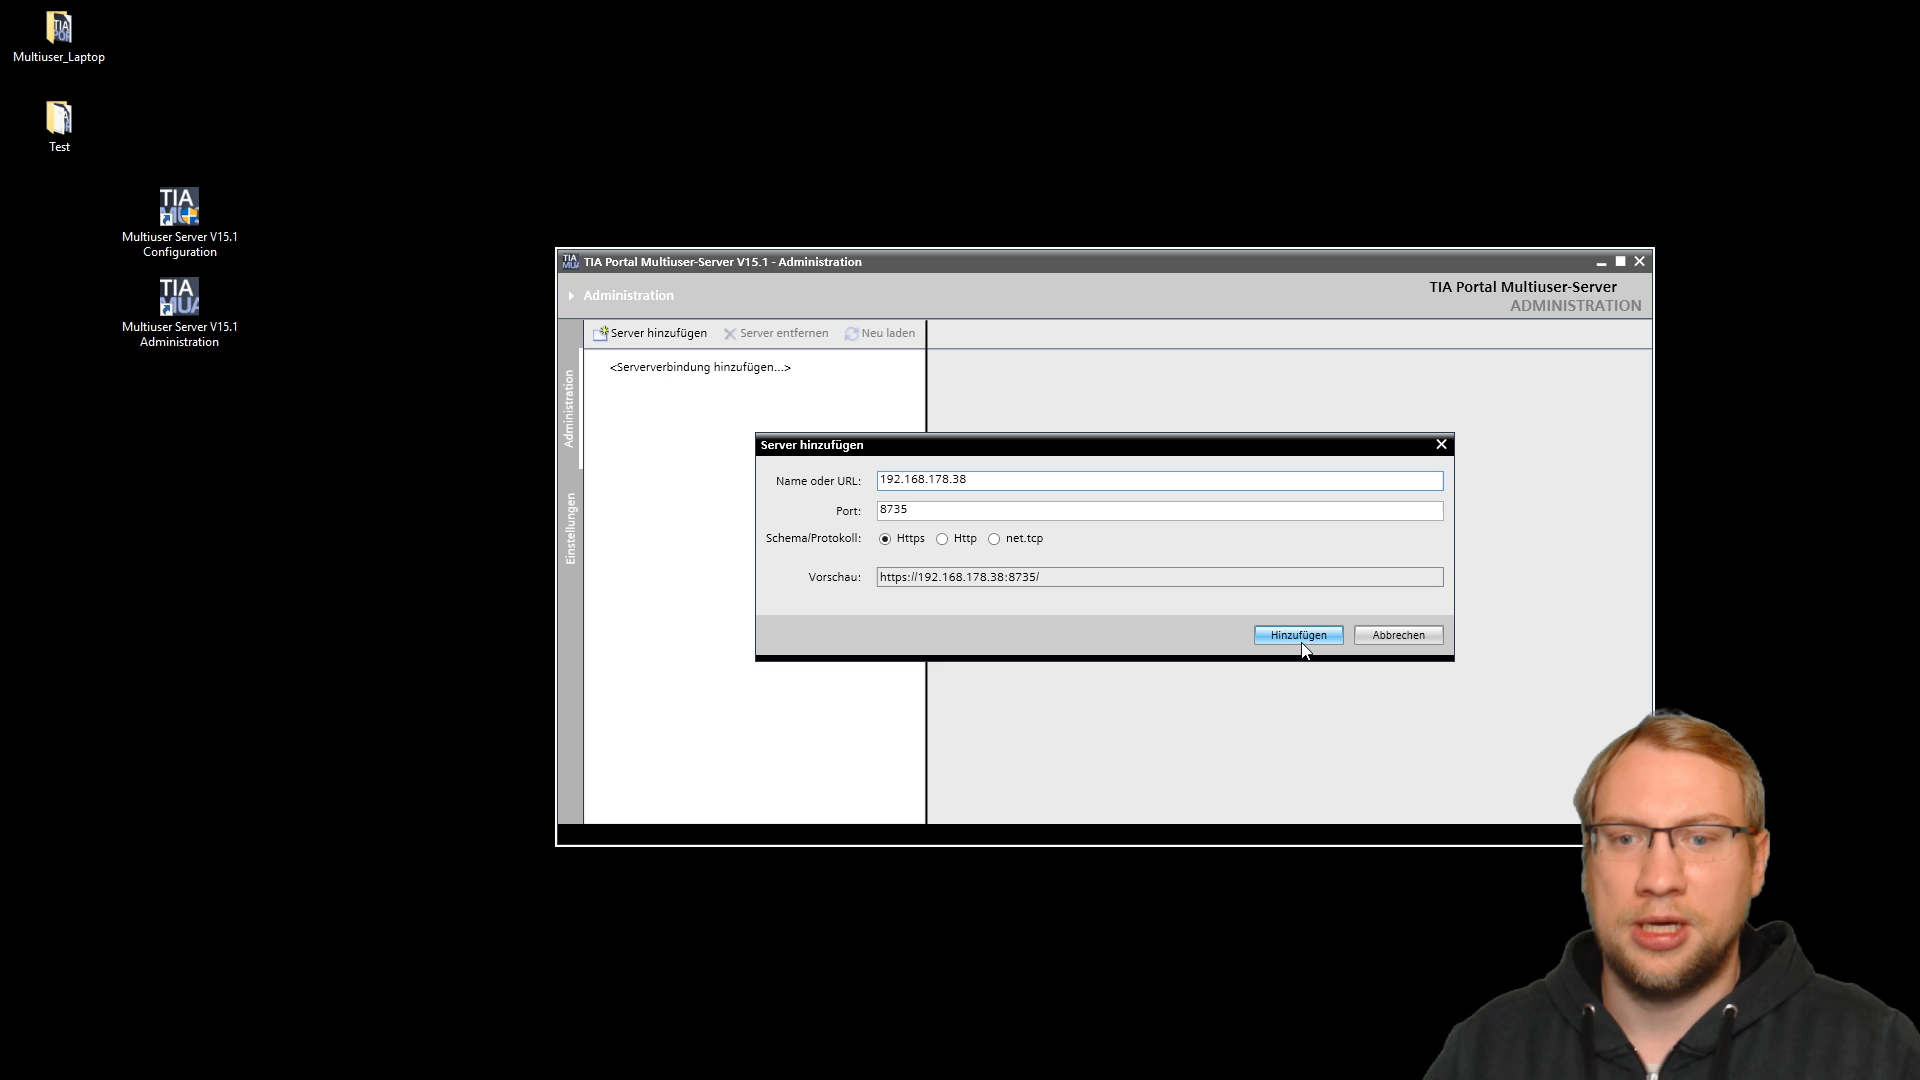 Multiuser_Laptop
Test
TIA
Multiuser Server V15.1
Configuration
TIA
Multiuser Server V15.1
Administration
TIA Portal Multiuser-Server V15.1 - Administration
Administration
TIA Portal Multiuser-Server
ADMINISTRATION
Server hinzufügen
Server entfernen
Neu laden
<Serververbindung hinzufügen...>
Administration
Einstellungen
Server hinzufügen
Name oder URL: 192.168.178.38
Port: 8735
Schema/Protokoll: Https Http net.tcp
Vorschau: https://192.168.178.38:8735/
Hinzufügen
Abbrechen